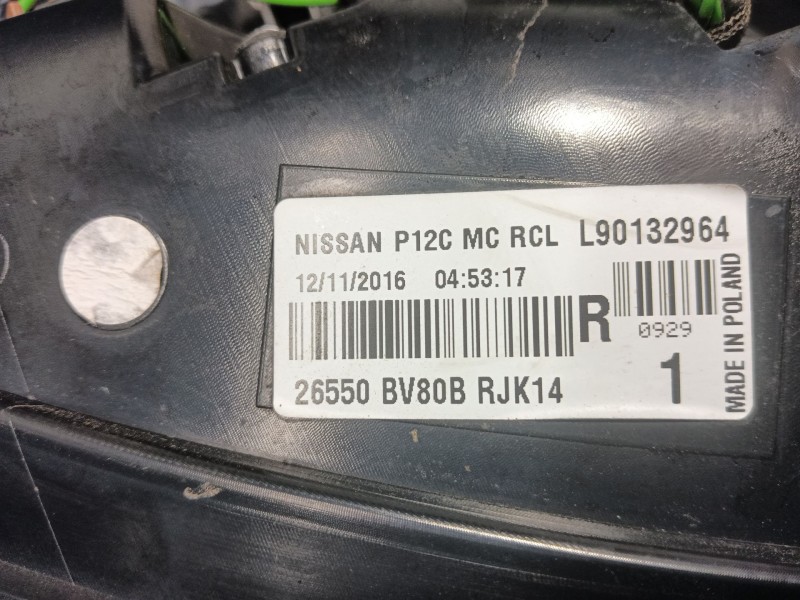 NISSAN P12C MC RCL L90132964
12/11/2016 04:53:17
R
0929
26550 BV80B RJK14
1
MADE IN POLAND